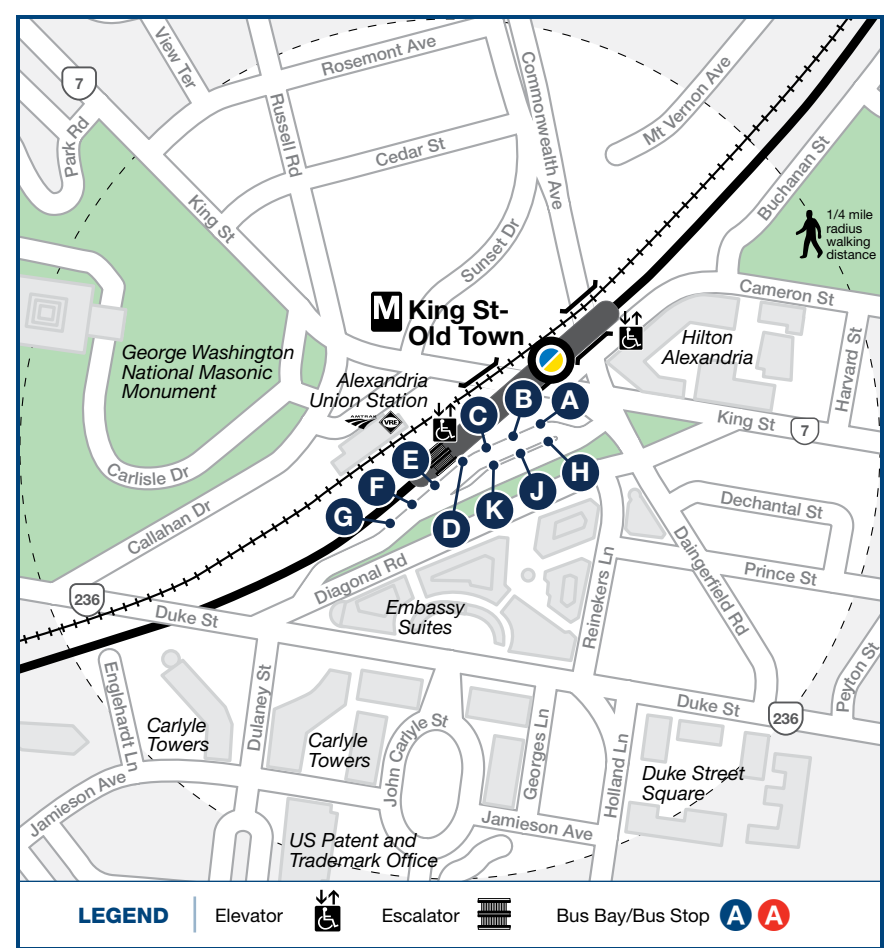 View Ter
Rosemont Ave
Commonwealth Ave
Mt Vernon Ave
7
Park Rd
Russell Rd
Cedar St
Buchanan St
King St
Sunset Dr
1/4 mile
radius
walking
distance
M King St-
Old Town
Cameron St
George Washington
National Masonic
Monument
Alexandria
Union Station
Hilton
Alexandria
Harvard St
AMTRAK
VRE
C
B
A
King St
7
E
Carlisle Dr
F
H
J
G
D
K
Callahan Dr
Dechantal St
Diagonal Rd
Reinekers Ln
Daingerfield Rd
Prince St
236
Duke St
Embassy
Suites
Peyton St
Englehardt Ln
Dulaney St
Duke St
236
Carlyle
Towers
Carlyle
Towers
John Carlyle St
Georges Ln
Holland Ln
Duke Street
Square
Jamieson Ave
Jamieson Ave
US Patent and
Trademark Office
LEGEND
Elevator
Escalator
Bus Bay/Bus Stop A A